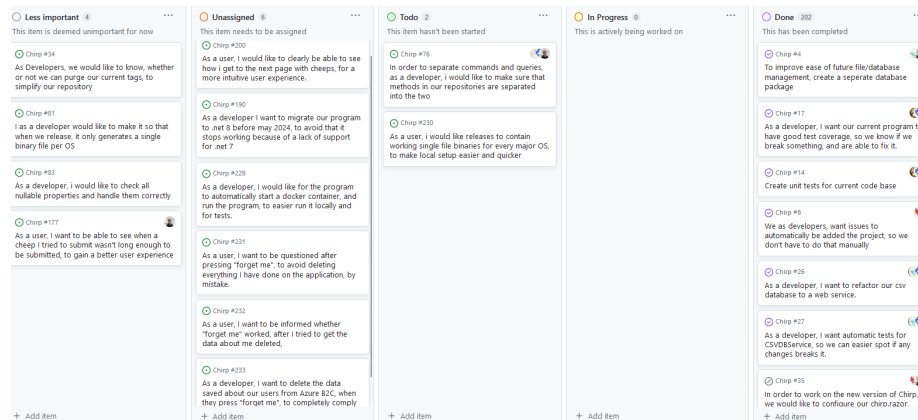 Less important 4 ...
This item is deemed unimportant for now
Chirp #34
As Developers, we would like to know, whether
or not we can purge our current tags, to
simplify our repository
Chirp #81
I as a developer would like to make it so that
when we release, it only generates a single
binary file per OS
Chirp #83
As a developer, i would like to check all
nullable properties and handle them correctly
Chirp #177
As a user, I want to be able to see when a
cheep I tried to submit wasn't long enough to
be submitted, to gain a better user experience
+ Add item
Unassigned 6 ...
This item needs to be assigned
Chirp #200
As a user, I would like to clearly be able to see
how i get to the next page with cheeps, for a
more intuitive user experience.
Chirp #190
As a developer I want to migrate our program
to .net 8 before may 2024, to avoid that it
stops working because of a lack of support
for .net 7
Chirp #228
As a developer, I would like for the program
to automatically start a docker container, and
run the program, to easier run it locally and
for tests.
Chirp #231
As a user, I want to be questioned after
pressing "forget me", to avoid deleting
everything I have done on the application, by
mistake.
Chirp #232
As a user, I want to be informed whether
"forget me" worked, after I tried to get the
data about me deleted,
Chirp #233
As a developer, I want to delete the data
saved about our users from Azure B2C, when
they press "forget me", to completely comply
+ Add item
Todo 2 ...
This item hasn't been started
Chirp #76
In order to separate commands and queries,
as a developer, i would like to make sure that
methods in our repositories are separated
into the two
Chirp #230
As a user, i would like releases to contain
working single file binaries for every major OS,
to make local setup easier and quicker
+ Add item
In Progress 0 ...
This is actively being worked on
+ Add item
Done 202
This has been completed
Chirp #4
To improve ease of future file/database
management, create a seperate database
package
Chirp #17
As a developer, I want our current program t
have good test coverage, so we know if we
break something, and are able to fix it.
Chirp #14
Create unit tests for current code base
Chirp #8
We as developers, want issues to
automatically be added the project, so we
don't have to do that manually
Chirp #26
As a developer, I want to refactor our csv
database to a web service.
Chirp #27
As a developer, I want automatic tests for
CSVDBService, so we can easier spot if any
changes breaks it.
Chirp #35
In order to work on the new version of Chirp,
we would like to configure our chirp.razor
+ Add item